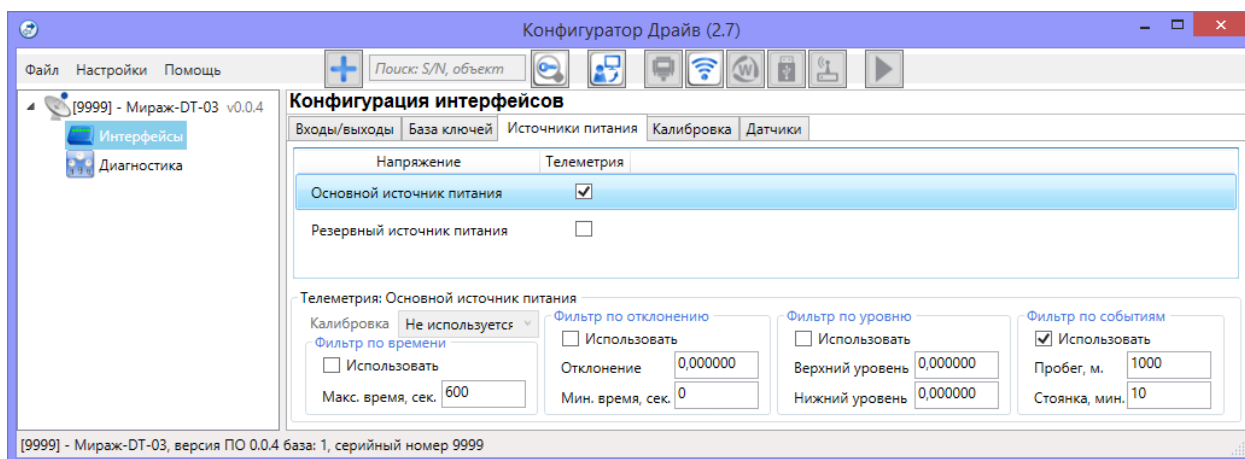 Конфигуратор Драйв (2.7)
Файл Настройки Помощь Поиск: S/N, объект
[9999] - Мираж-DT-03 v0.0.4
Интерфейсы
Диагностика
Конфигурация интерфейсов
Входы/выходы База ключей Источники питания Калибровка Датчики
Напряжение Телеметрия
Основной источник питания
Резервный источник питания
Телеметрия: Основной источник питания
Калибровка Не используется
Фильтр по времени
Использовать
Макс. время, сек. 600
Фильтр по отклонению
Использовать
Отклонение 0,000000
Мин. время, сек. 0
Фильтр по уровню
Использовать
Верхний уровень 0,000000
Нижний уровень 0,000000
Фильтр по событиям
Использовать
Пробег, м. 1000
Стоянка, мин. 10
[9999] - Мираж-DT-03, версия ПО 0.0.4 база: 1, серийный номер 9999